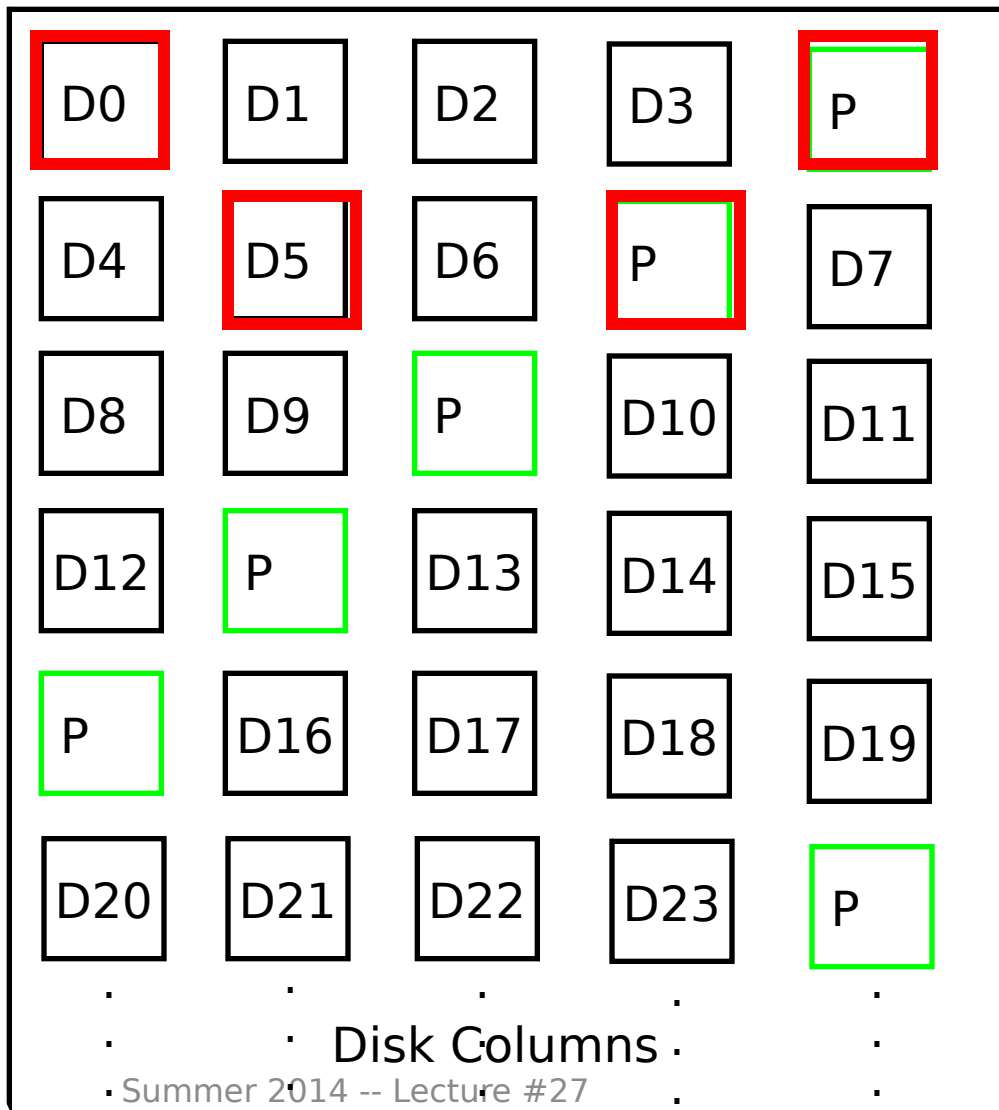 D0 D1 D2 D3 P
D4 D5 D6 P D7
D8 D9 P D10 D11
D12 P D13 D14 D15
P D16 D17 D18 D19
D20 D21 D22 D23 P
. . . . .
. . Disk Columns . . .
. Summer 2014 -- Lecture #27 . .